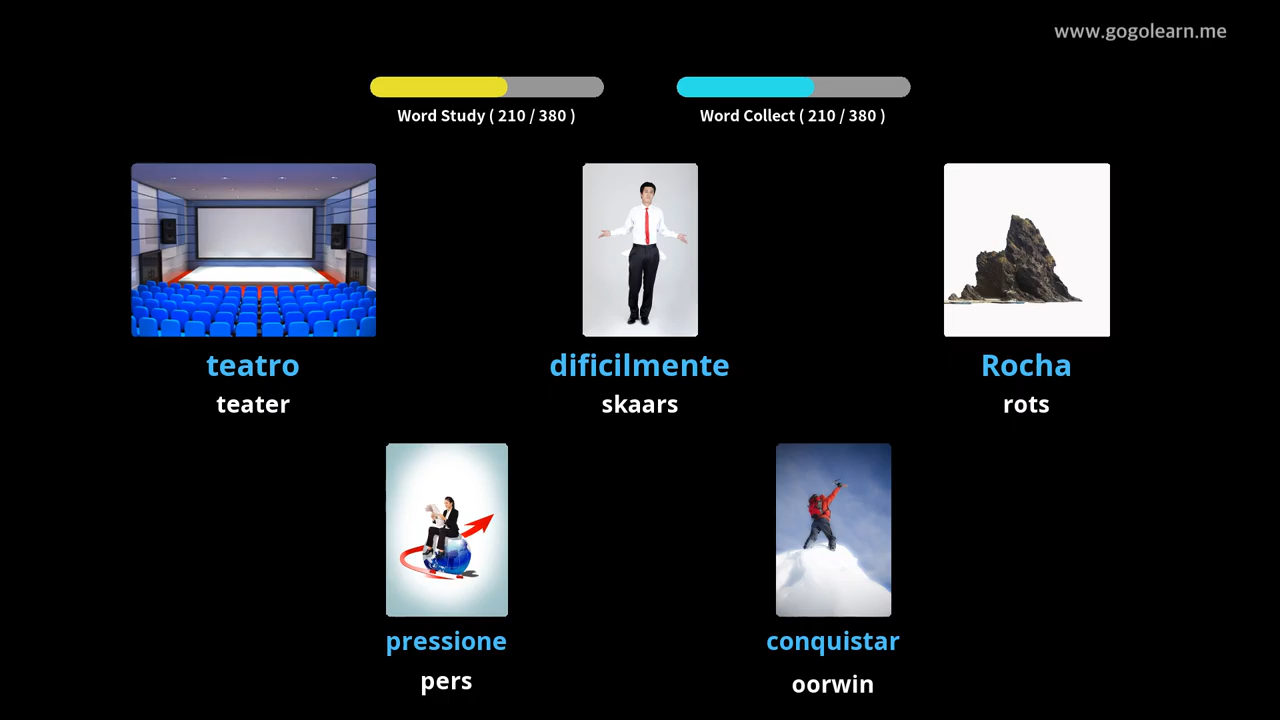 www.gogolearn.me
Word Study ( 210 / 380 )
Word Collect ( 210 / 380 )
teatro
teater
dificilmente
skaars
Rocha
rots
pressione
pers
conquistar
oorwin